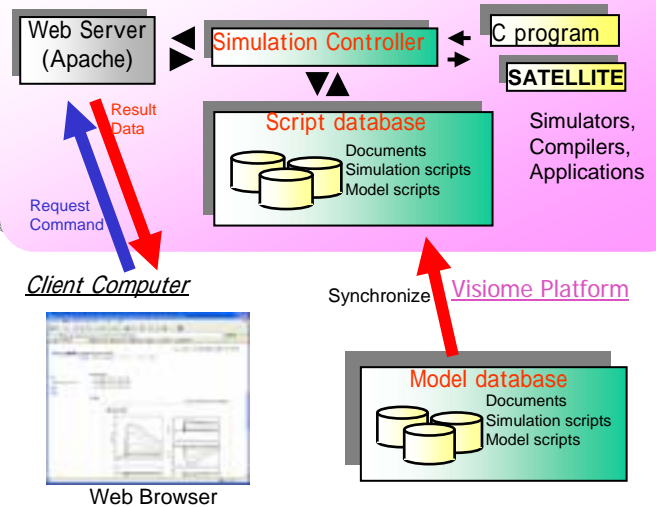 Web Server
(Apache)
Simulation Controller
C program
SATELLITE
Simulators,
Compilers,
Applications
Result
Data
Script database
Documents
Simulation scripts
Model scripts
Request
Command
Client Computer
Synchronize
Visiome Platform
Model database
Documents
Simulation scripts
Model scripts
Web Browser